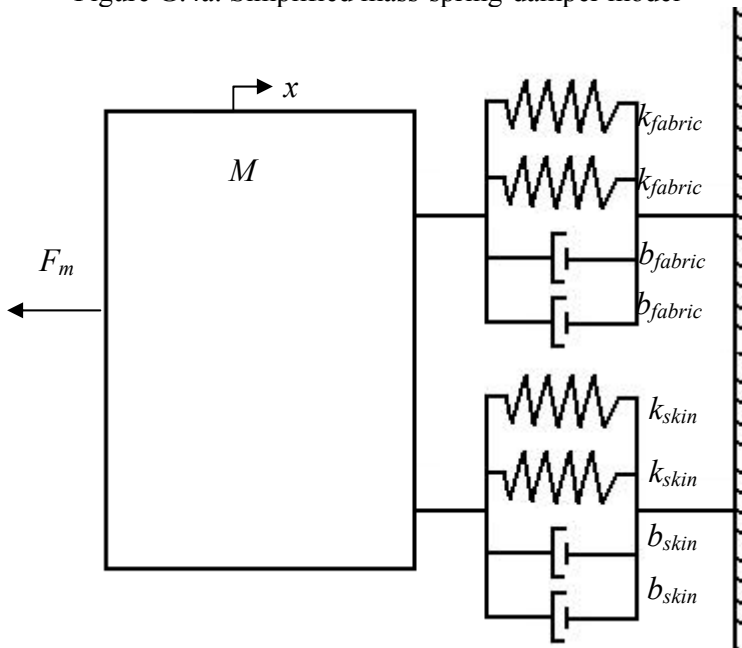 Figure C.4a: Simplified mass-spring-damper model
x
k_fabric
M
k_fabric
F_m
b_fabric
b_fabric
k_skin
k_skin
b_skin
b_skin